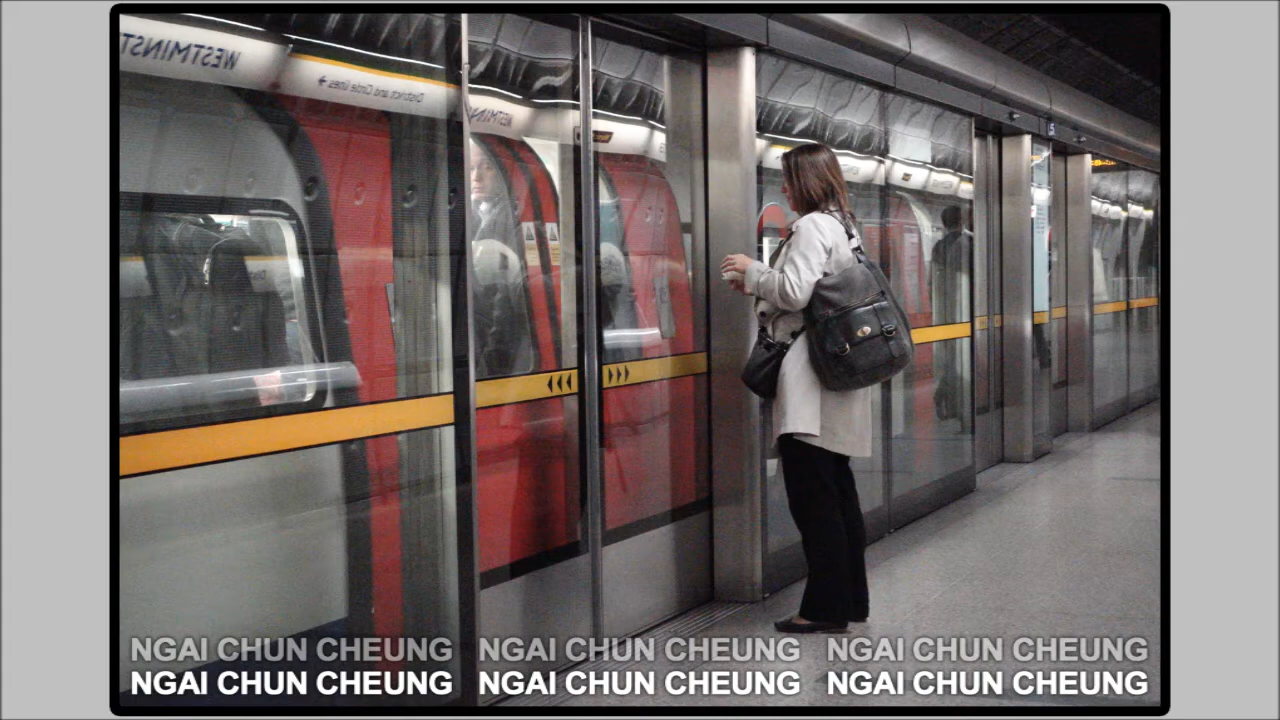 WESTMINST
District and Circle lines
WESTMINS
NGAI CHUN CHEUNG NGAI CHUN CHEUNG NGAI CHUN CHEUNG
NGAI CHUN CHEUNG NGAI CHUN CHEUNG NGAI CHUN CHEUNG